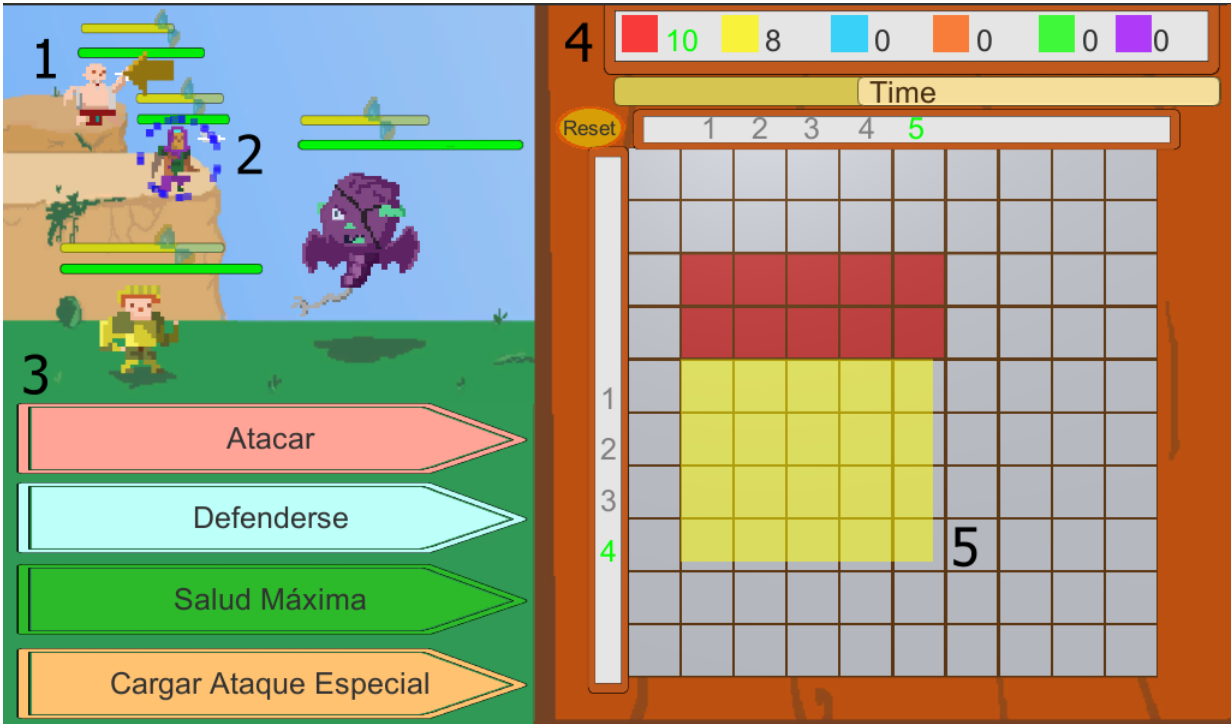 1
2
3
Atacar
Defenderse
Salud Máxima
Cargar Ataque Especial
4
10 8 0 0 0 0
Time
Reset
1 2 3 4 5
1
2
3
4
5